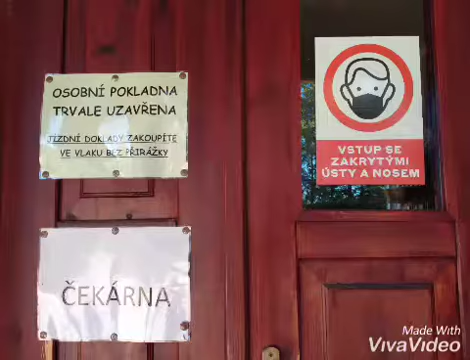 OSOBNÍ POKLADNA
TRVALE UZAVŘENA
JÍZDNÍ DOKLADY ZAKOUPÍTE
VE VLAKU BEZ PŘIRÁŽKY
ČEKÁRNA
VSTUP SE
ZAKRYTÝMI
ÚSTY A NOSEM
Made With
VivaVideo